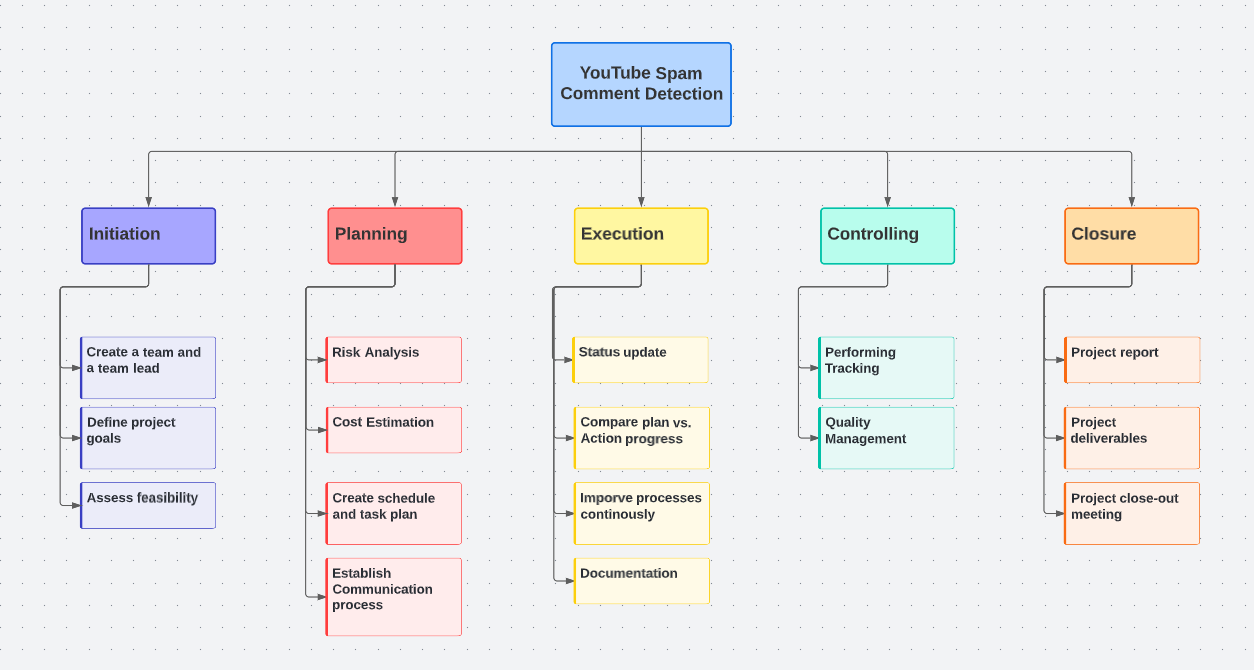 YouTube Spam
Comment Detection
Initiation
Planning
Execution
Controlling
Closure
Create a team and
a team lead
Define project
goals
Assess feasibility
Risk Analysis
Cost Estimation
Create schedule
and task plan
Establish
Communication
process
Status update
Compare plan vs.
Action progress
Imporve processes
continously
Documentation
Performing
Tracking
Quality
Management
Project report
Project
deliverables
Project close-out
meeting